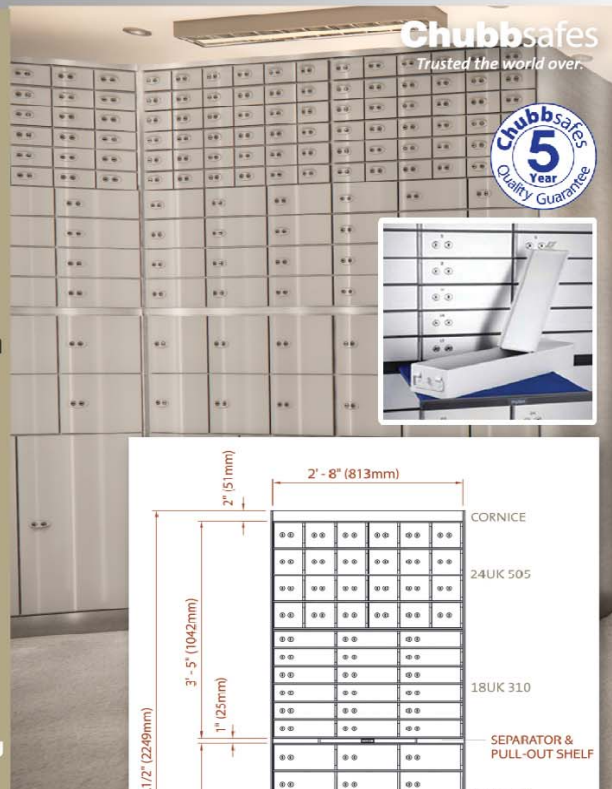 Chubbsafes
Trusted the world over.
Chubbsafes
5
Year
Quality Guarantee
2' - 8" (813mm)
2" (51mm)
CORNICE
24UK 505
3' - 5" (1042mm)
18UK 310
1" (25mm)
1/2" (2249mm)
SEPARATOR &
PULL-OUT SHELF